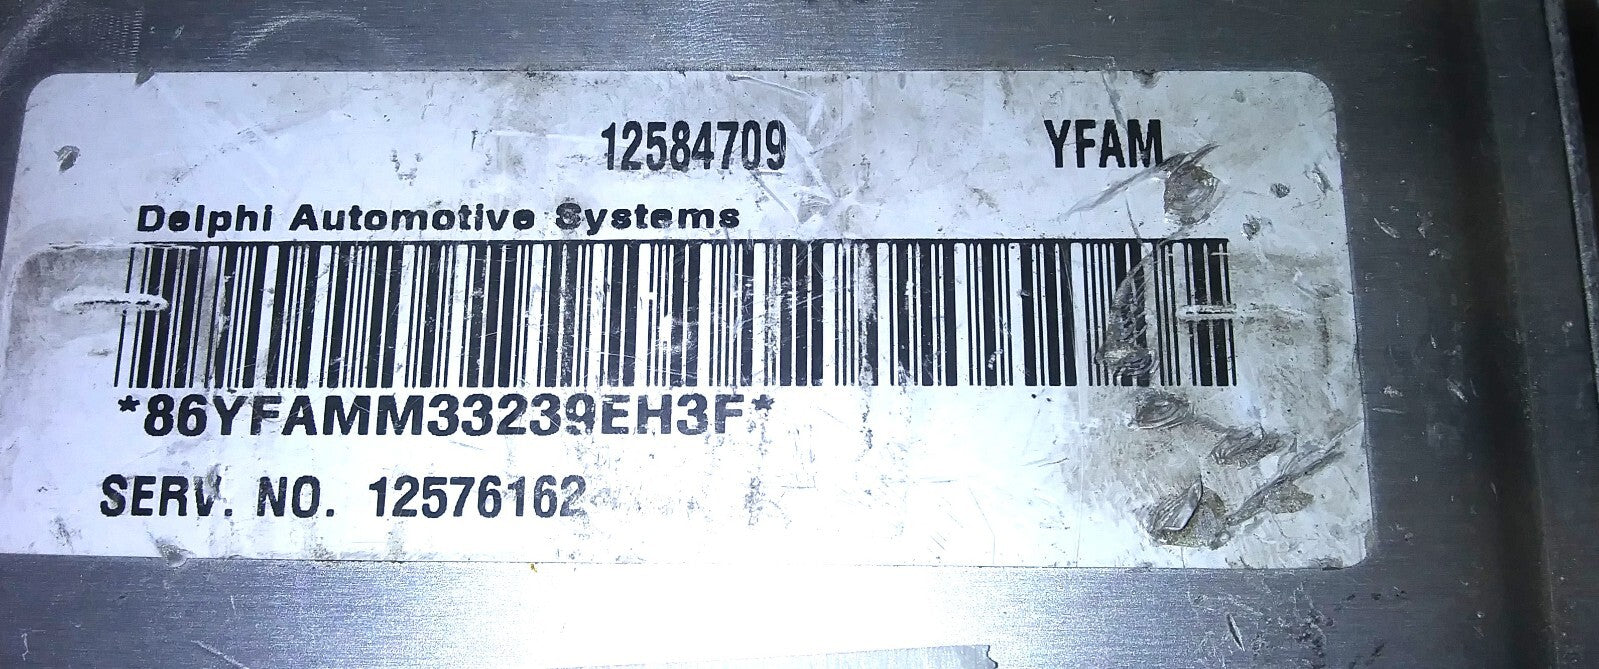 12584709 YFAM
Delphi Automotive Systems
*86YFAMM33239EH3F*
SERV. NO. 12576162